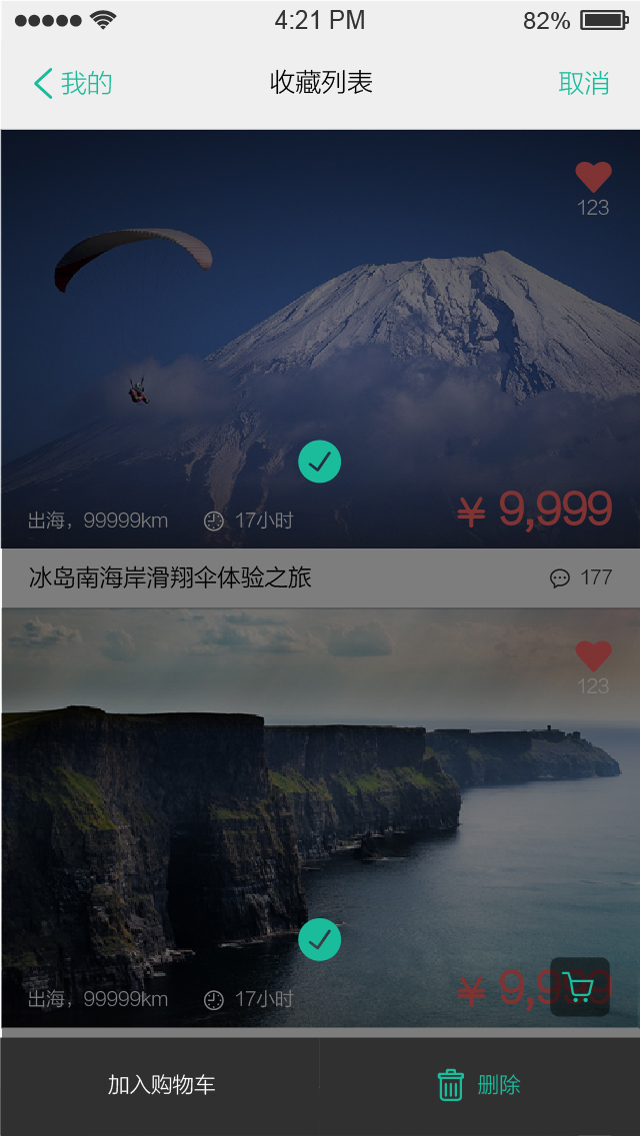 4:21 PM 82%
我的 收藏列表 取消
123
出海，99999km 17小时 ¥ 9,999
冰岛南海岸滑翔伞体验之旅 177
123
出海，99999km 17小时 ¥ 9,999
加入购物车 删除